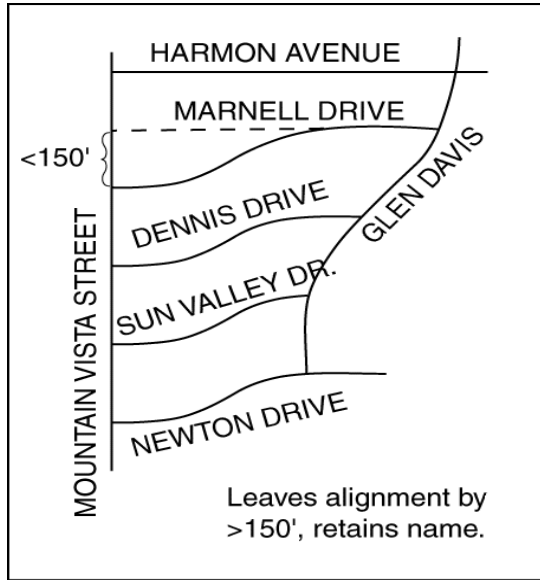 HARMON AVENUE
MARNELL DRIVE
<150'
GLEN DAVIS
DENNIS DRIVE
SUN VALLEY DR.
MOUNTAIN VISTA STREET
NEWTON DRIVE
Leaves alignment by
>150', retains name.